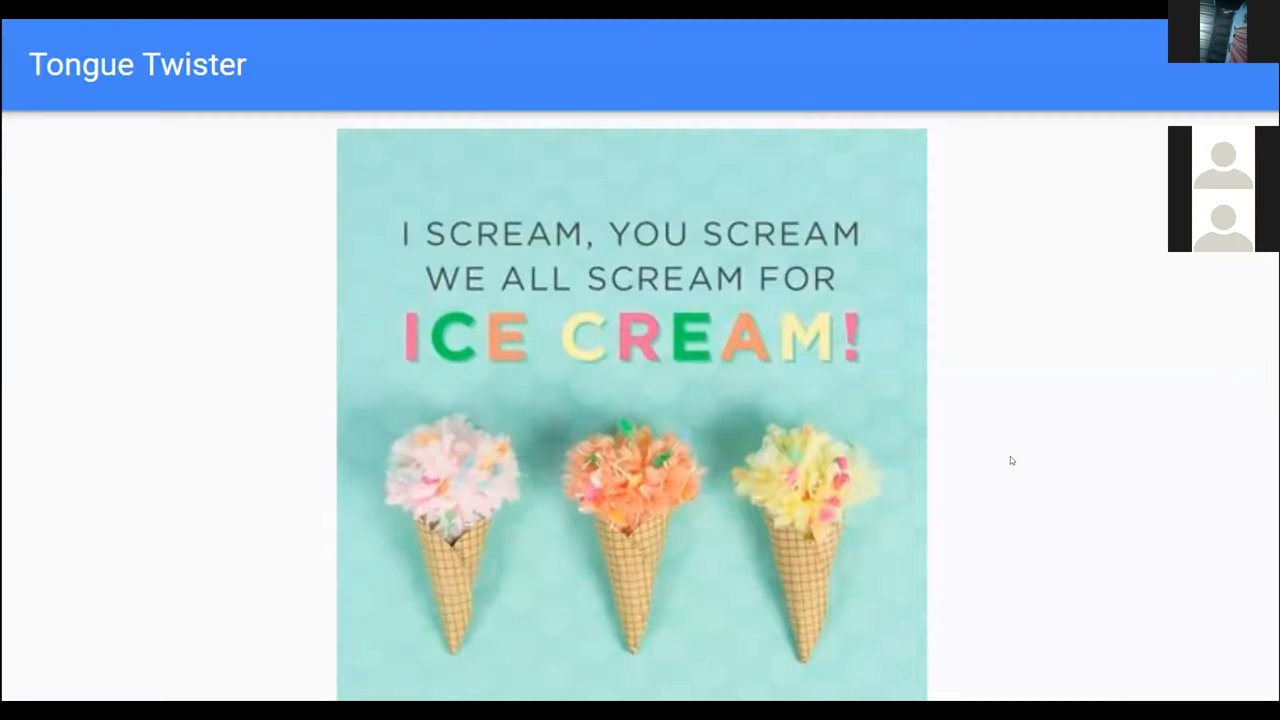 Tongue Twister
I SCREAM, YOU SCREAM
WE ALL SCREAM FOR
ICE CREAM!